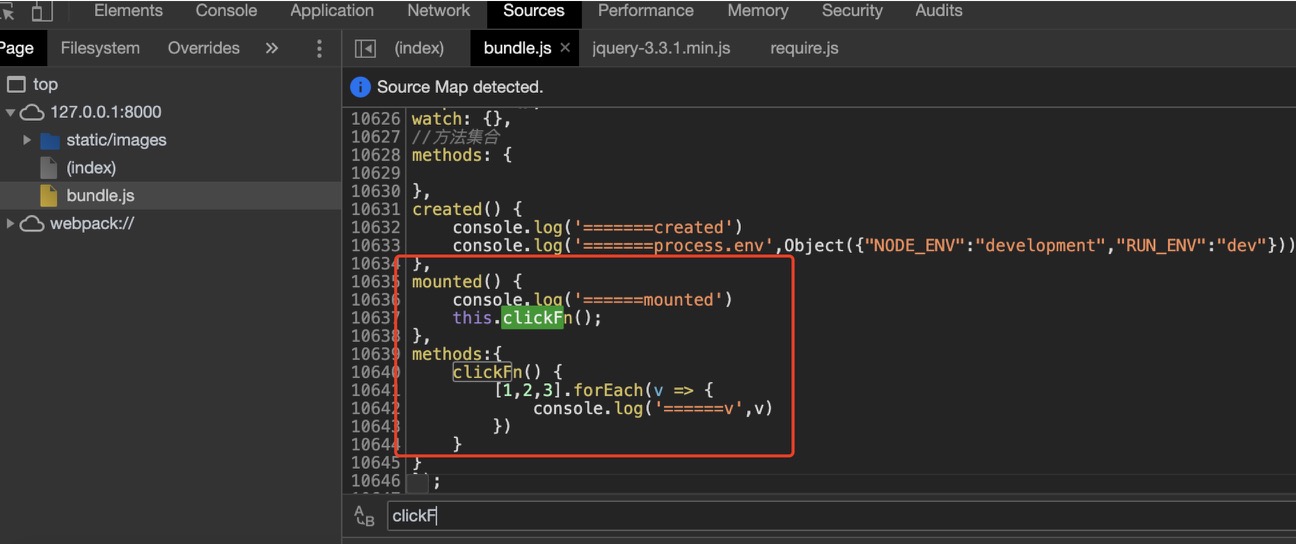 Elements Console Application Network Sources Performance Memory Security Audits
Page Filesystem Overrides »
(index) bundle.js × jquery-3.3.1.min.js require.js
top
127.0.0.1:8000
static/images
(index)
bundle.js
webpack://
Source Map detected.
10626 watch: {},
10627 //方法集合
10628 methods: {
10629
10630 },
10631 created() {
10632 console.log('=======created')
10633 console.log('=======process.env',Object({"NODE_ENV":"development","RUN_ENV":"dev"}))
10634 },
10635 mounted() {
10636 console.log('======mounted')
10637 this.clickFn();
10638 },
10639 methods:{
10640 clickFn() {
10641 [1,2,3].forEach(v => {
10642 console.log('======v',v)
10643 })
10644 }
10645 }
10646 ;
clickF